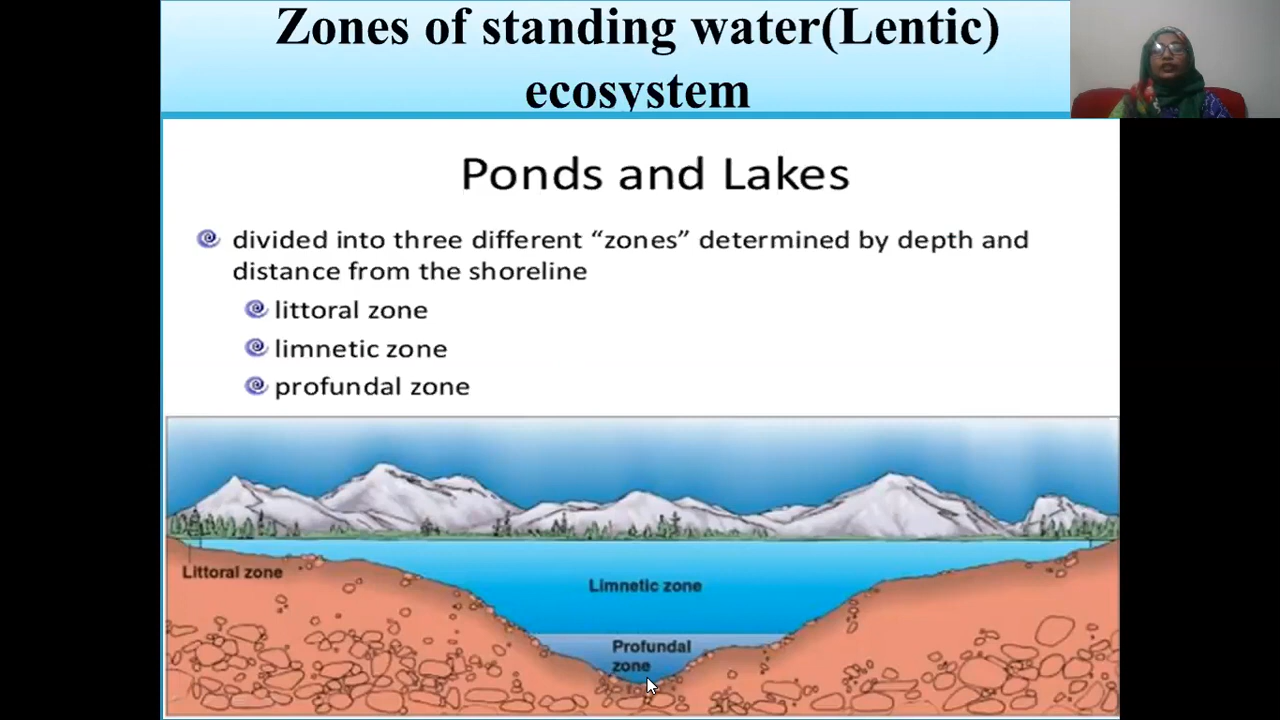 Zones of standing water(Lentic)
ecosystem
Ponds and Lakes
divided into three different “zones” determined by depth and
distance from the shoreline
littoral zone
limnetic zone
profundal zone
Littoral zone
Limnetic zone
Profundal
zone